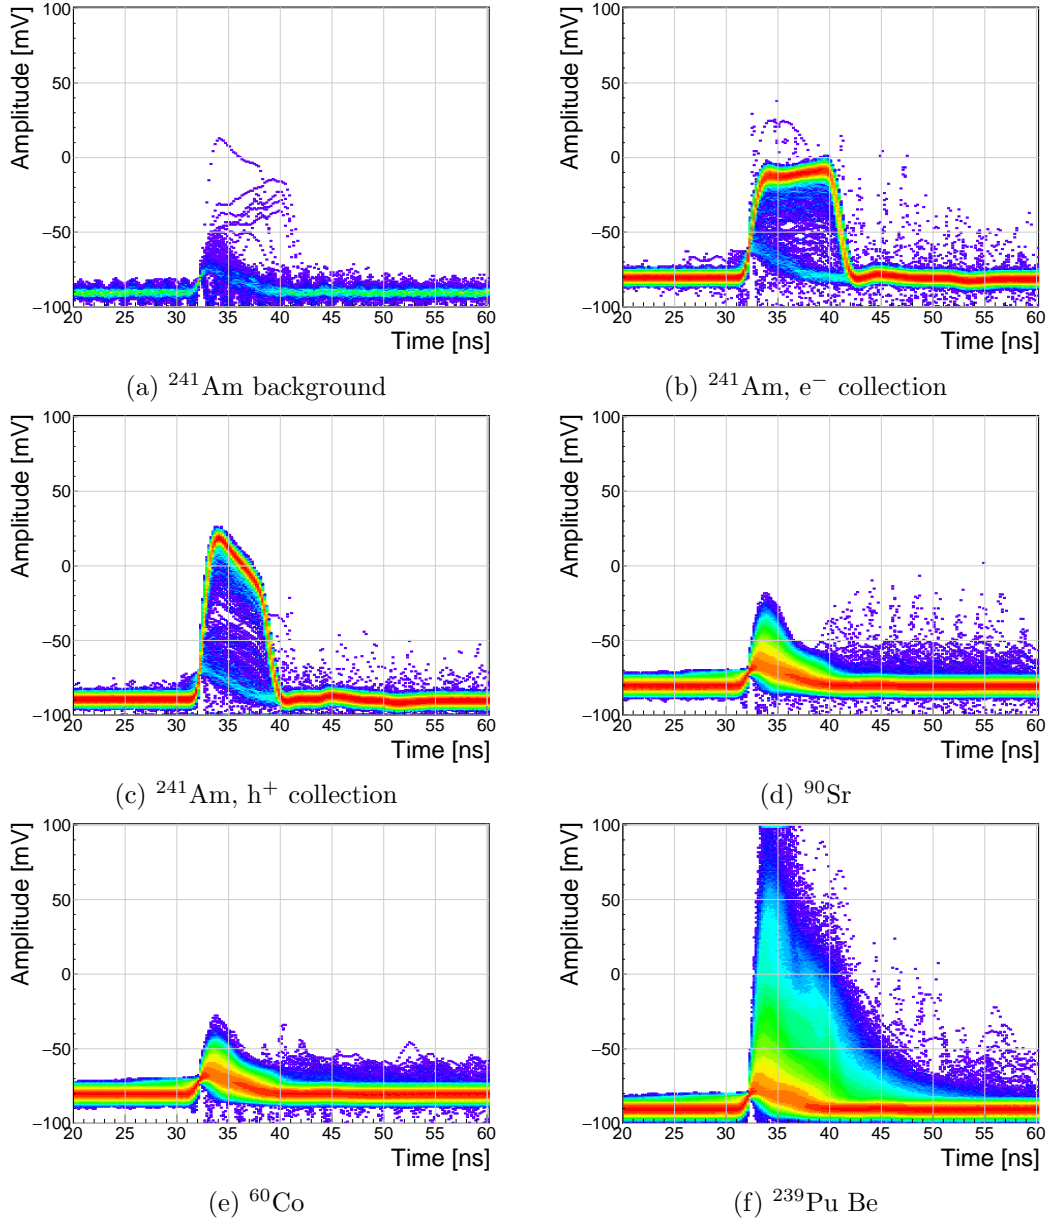 Amplitude [mV]
100
50
0
−50
−100
20 25 30 35 40 45 50 55 60
Time [ns]
(a) ²⁴¹Am background
Amplitude [mV]
100
50
0
−50
−100
20 25 30 35 40 45 50 55 60
Time [ns]
(b) ²⁴¹Am, e⁻ collection
Amplitude [mV]
100
50
0
−50
−100
20 25 30 35 40 45 50 55 60
Time [ns]
(c) ²⁴¹Am, h⁺ collection
Amplitude [mV]
100
50
0
−50
−100
20 25 30 35 40 45 50 55 60
Time [ns]
(d) ⁹⁰Sr
Amplitude [mV]
100
50
0
−50
−100
20 25 30 35 40 45 50 55 60
Time [ns]
(e) ⁶⁰Co
Amplitude [mV]
100
50
0
−50
−100
20 25 30 35 40 45 50 55 60
Time [ns]
(f) ²³⁹Pu Be